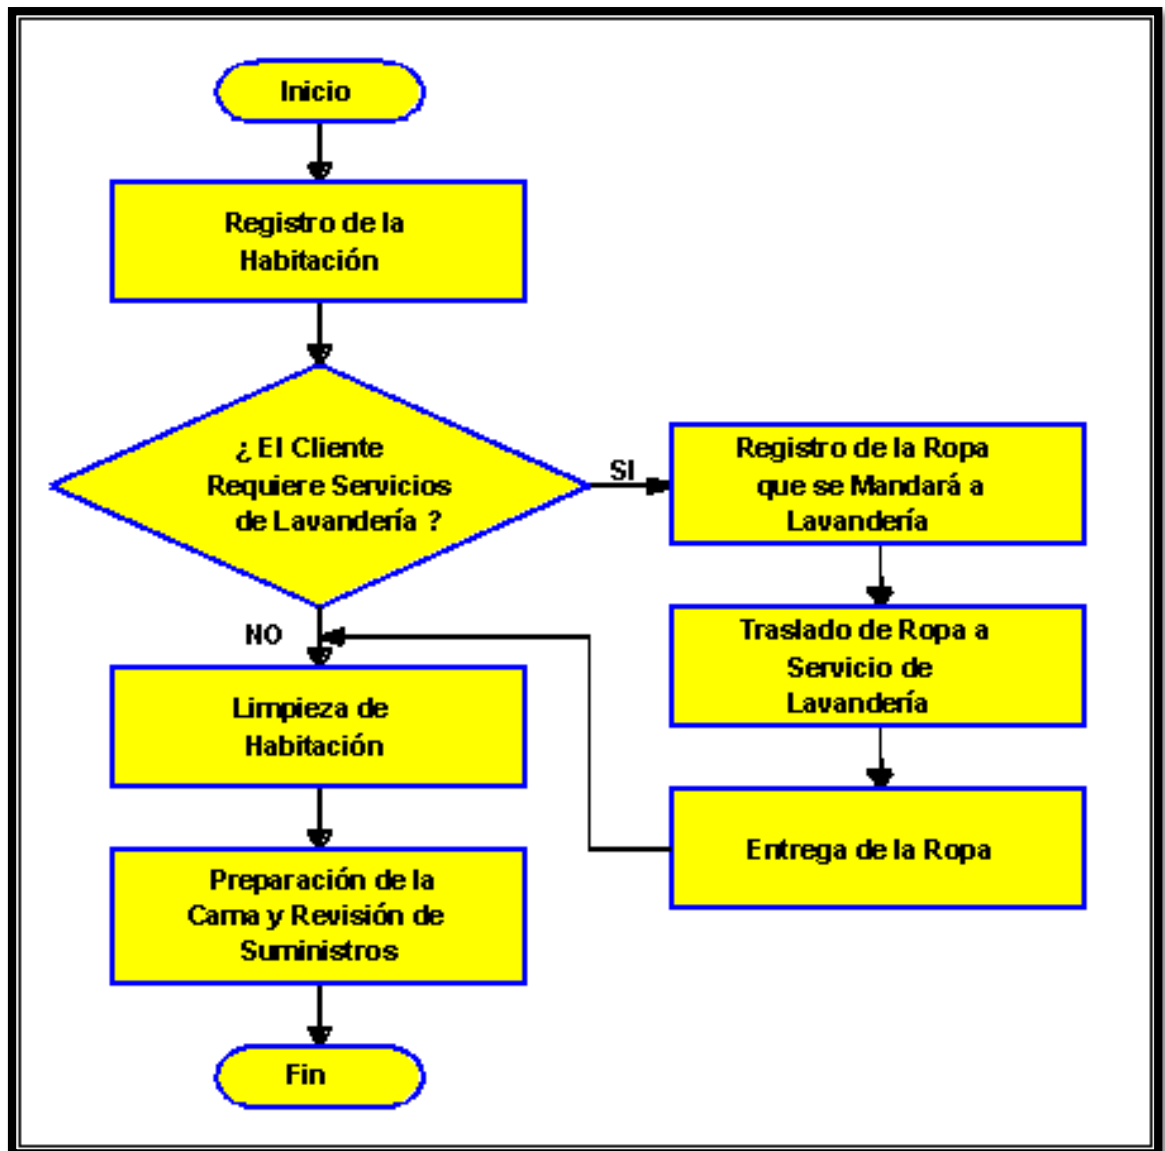 Inicio
Registro de la
Habitación
¿ El Cliente
Requiere Servicios
de Lavandería ?
SI
Registro de la Ropa
que se Mandará a
Lavandería
Traslado de Ropa a
Servicio de
Lavandería
Entrega de la Ropa
NO
Limpieza de
Habitación
Preparación de la
Cama y Revisión de
Suministros
Fin